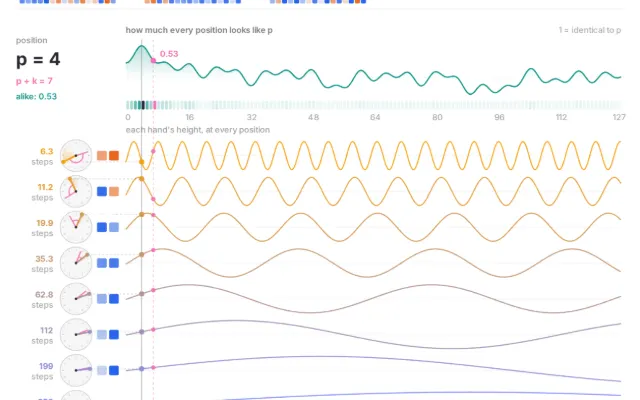 how much every position looks like p
1 = identical to p
position
p = 4
0.53
p + k = 7
alike: 0.53
0 16 32 48 64 80 96 112 127
each hand's height, at every position
6.3
steps
11.2
steps
19.9
steps
35.3
steps
62.8
steps
112
steps
199
steps